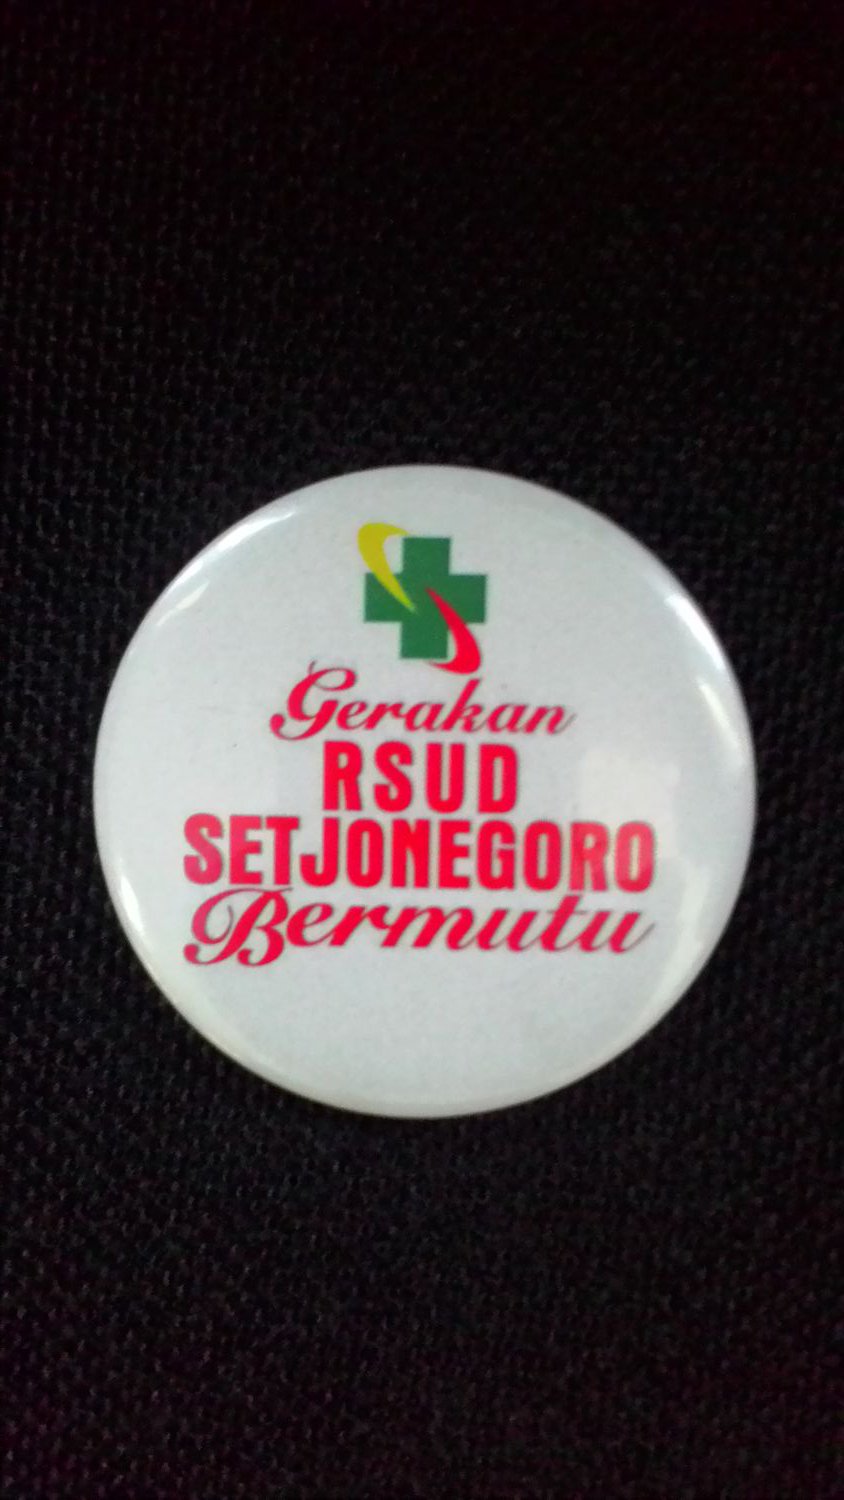 Gerakan
RSUD
SETJONEGORO
Bermutu